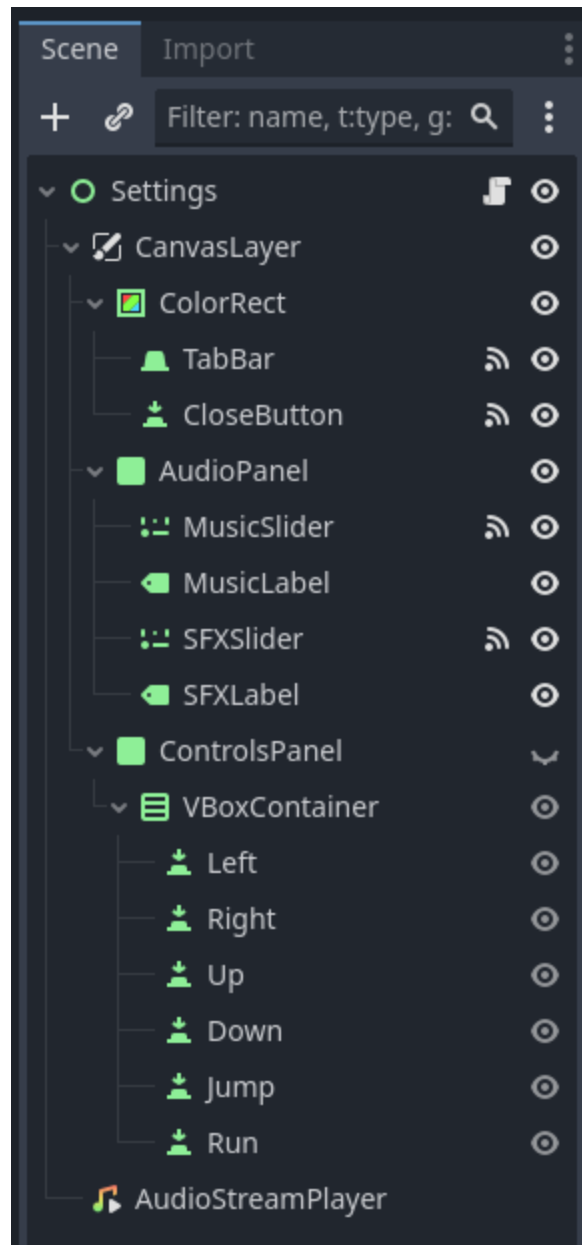 Scene Import
Filter: name, t:type, g:
Settings
CanvasLayer
ColorRect
TabBar
CloseButton
AudioPanel
MusicSlider
MusicLabel
SFXSlider
SFXLabel
ControlsPanel
VBoxContainer
Left
Right
Up
Down
Jump
Run
AudioStreamPlayer